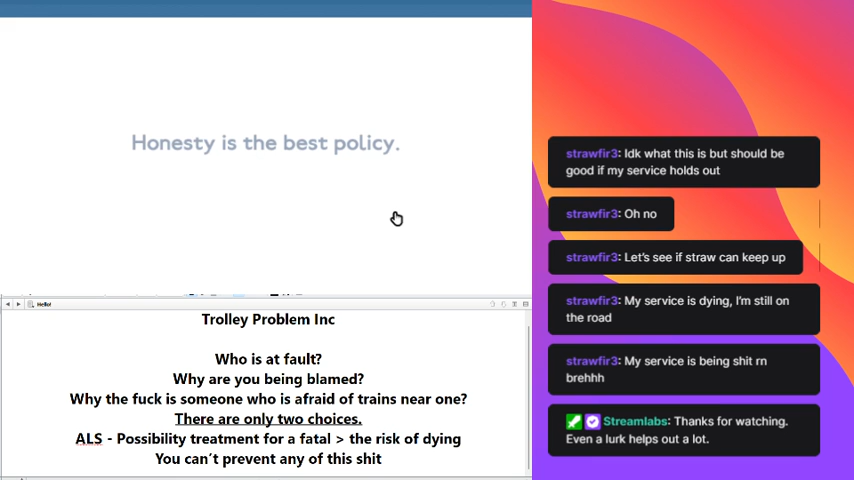 Honesty is the best policy.
Hello!
Trolley Problem Inc
Who is at fault?
Why are you being blamed?
Why the fuck is someone who is afraid of trains near one?
There are only two choices.
ALS - Possibility treatment for a fatal > the risk of dying
You can't prevent any of this shit
strawfir3: Idk what this is but should be
good if my service holds out
strawfir3: Oh no
strawfir3: Let's see if straw can keep up
strawfir3: My service is dying, I'm still on
the road
strawfir3: My service is being shit rn
brehhh
Streamlabs: Thanks for watching.
Even a lurk helps out a lot.